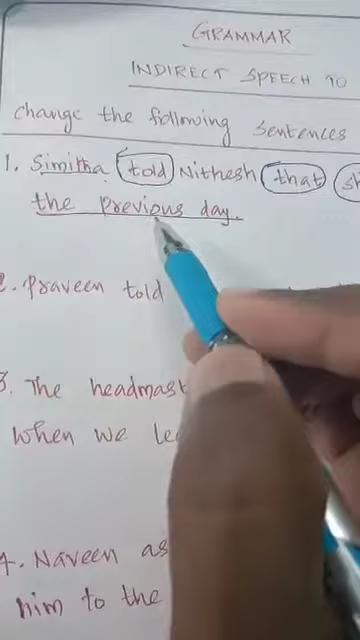 GRAMMAR
INDIRECT SPEECH TO
change the following sentences
1. Simitha told Nithesh that
the previous day.
2. Praveen told
3. The headmast
when we le
4. Naveen as
him to the